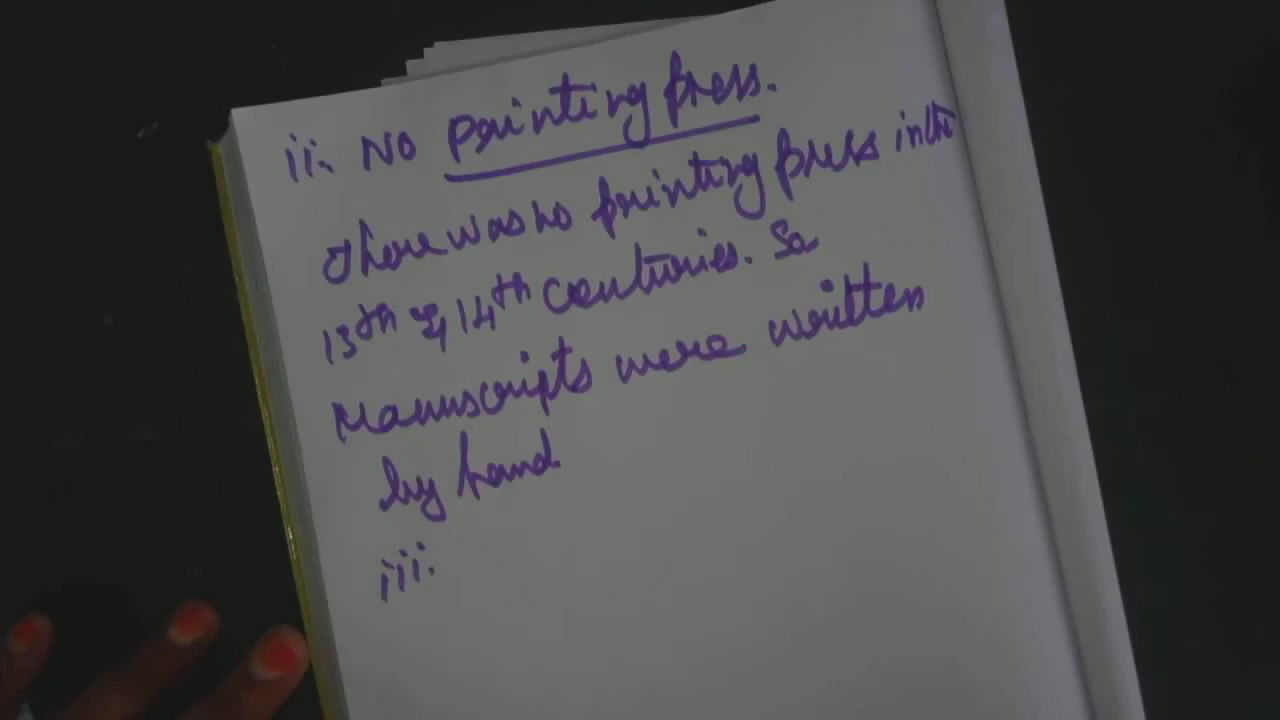 ii. No printing press.
There was no printing press in the
13th & 14th centuries. So
Manuscripts were written
by hand.
iii.